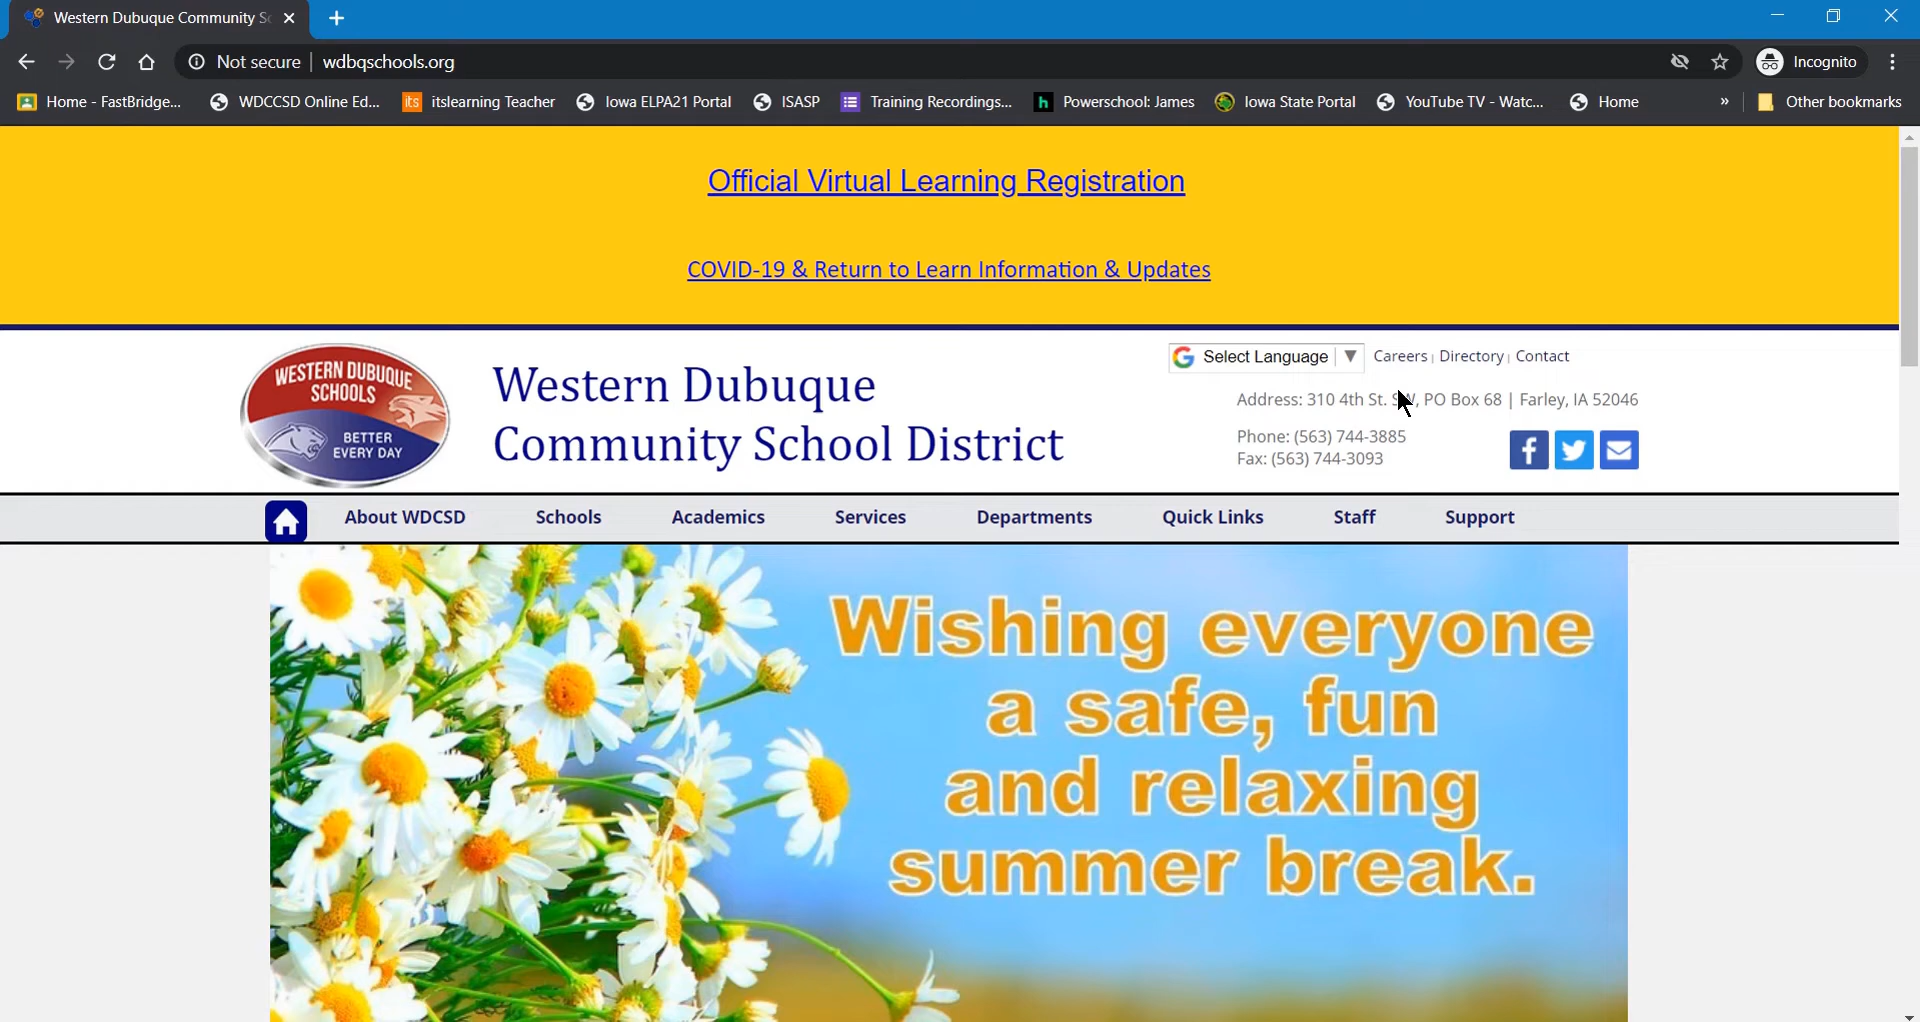 Western Dubuque Community S
Not secure | wdbqschools.org
Incognito
Home - FastBridge...
WDCCSD Online Ed...
its itslearning Teacher
Iowa ELPA21 Portal
ISASP
Training Recordings...
h Powerschool: James
Iowa State Portal
YouTube TV - Watc...
Home
»
Other bookmarks
Official Virtual Learning Registration
COVID-19 & Return to Learn Information & Updates
WESTERN DUBUQUE
SCHOOLS
BETTER
EVERY DAY
Western Dubuque
Community School District
Select Language ▼
Careers | Directory | Contact
Address: 310 4th St. SW, PO Box 68 | Farley, IA 52046
Phone: (563) 744-3885
Fax: (563) 744-3093
About WDCSD
Schools
Academics
Services
Departments
Quick Links
Staff
Support
Wishing everyone
a safe, fun
and relaxing
summer break.